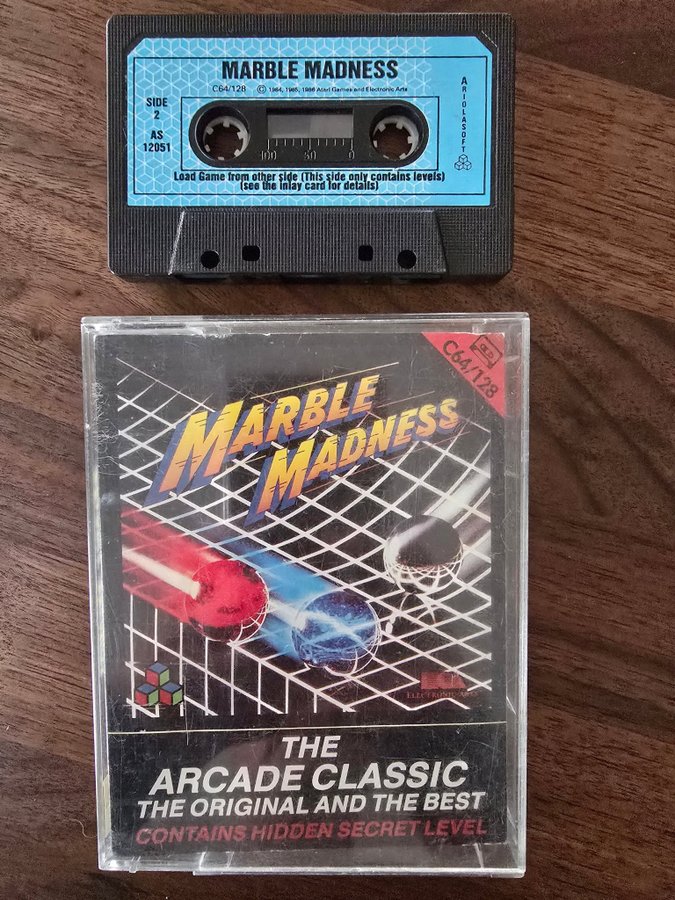 MARBLE MADNESS
C64/128 © 1984, 1985, 1986 Atari Games and Electronic Arts
SIDE
2
AS
12051
ARIOLASOFT
100 50 0
Load Game from other side (This side only contains levels)
(see the inlay card for details)
C64/128
MARBLE
MADNESS
ELECTRONIC ARTS
THE
ARCADE CLASSIC
THE ORIGINAL AND THE BEST
CONTAINS HIDDEN SECRET LEVEL